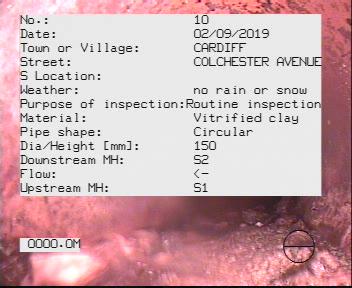 No.: 10
Date: 02/09/2019
Town or Village: CARDIFF
Street: COLCHESTER AVENUE
S Location:
Weather: no rain or snow
Purpose of inspection:Routine inspection
Material: Vitrified clay
Pipe shape: Circular
Dia/Height [mm]: 150
Downstream MH: S2
Flow: <-
Upstream MH: S1
0000.0M